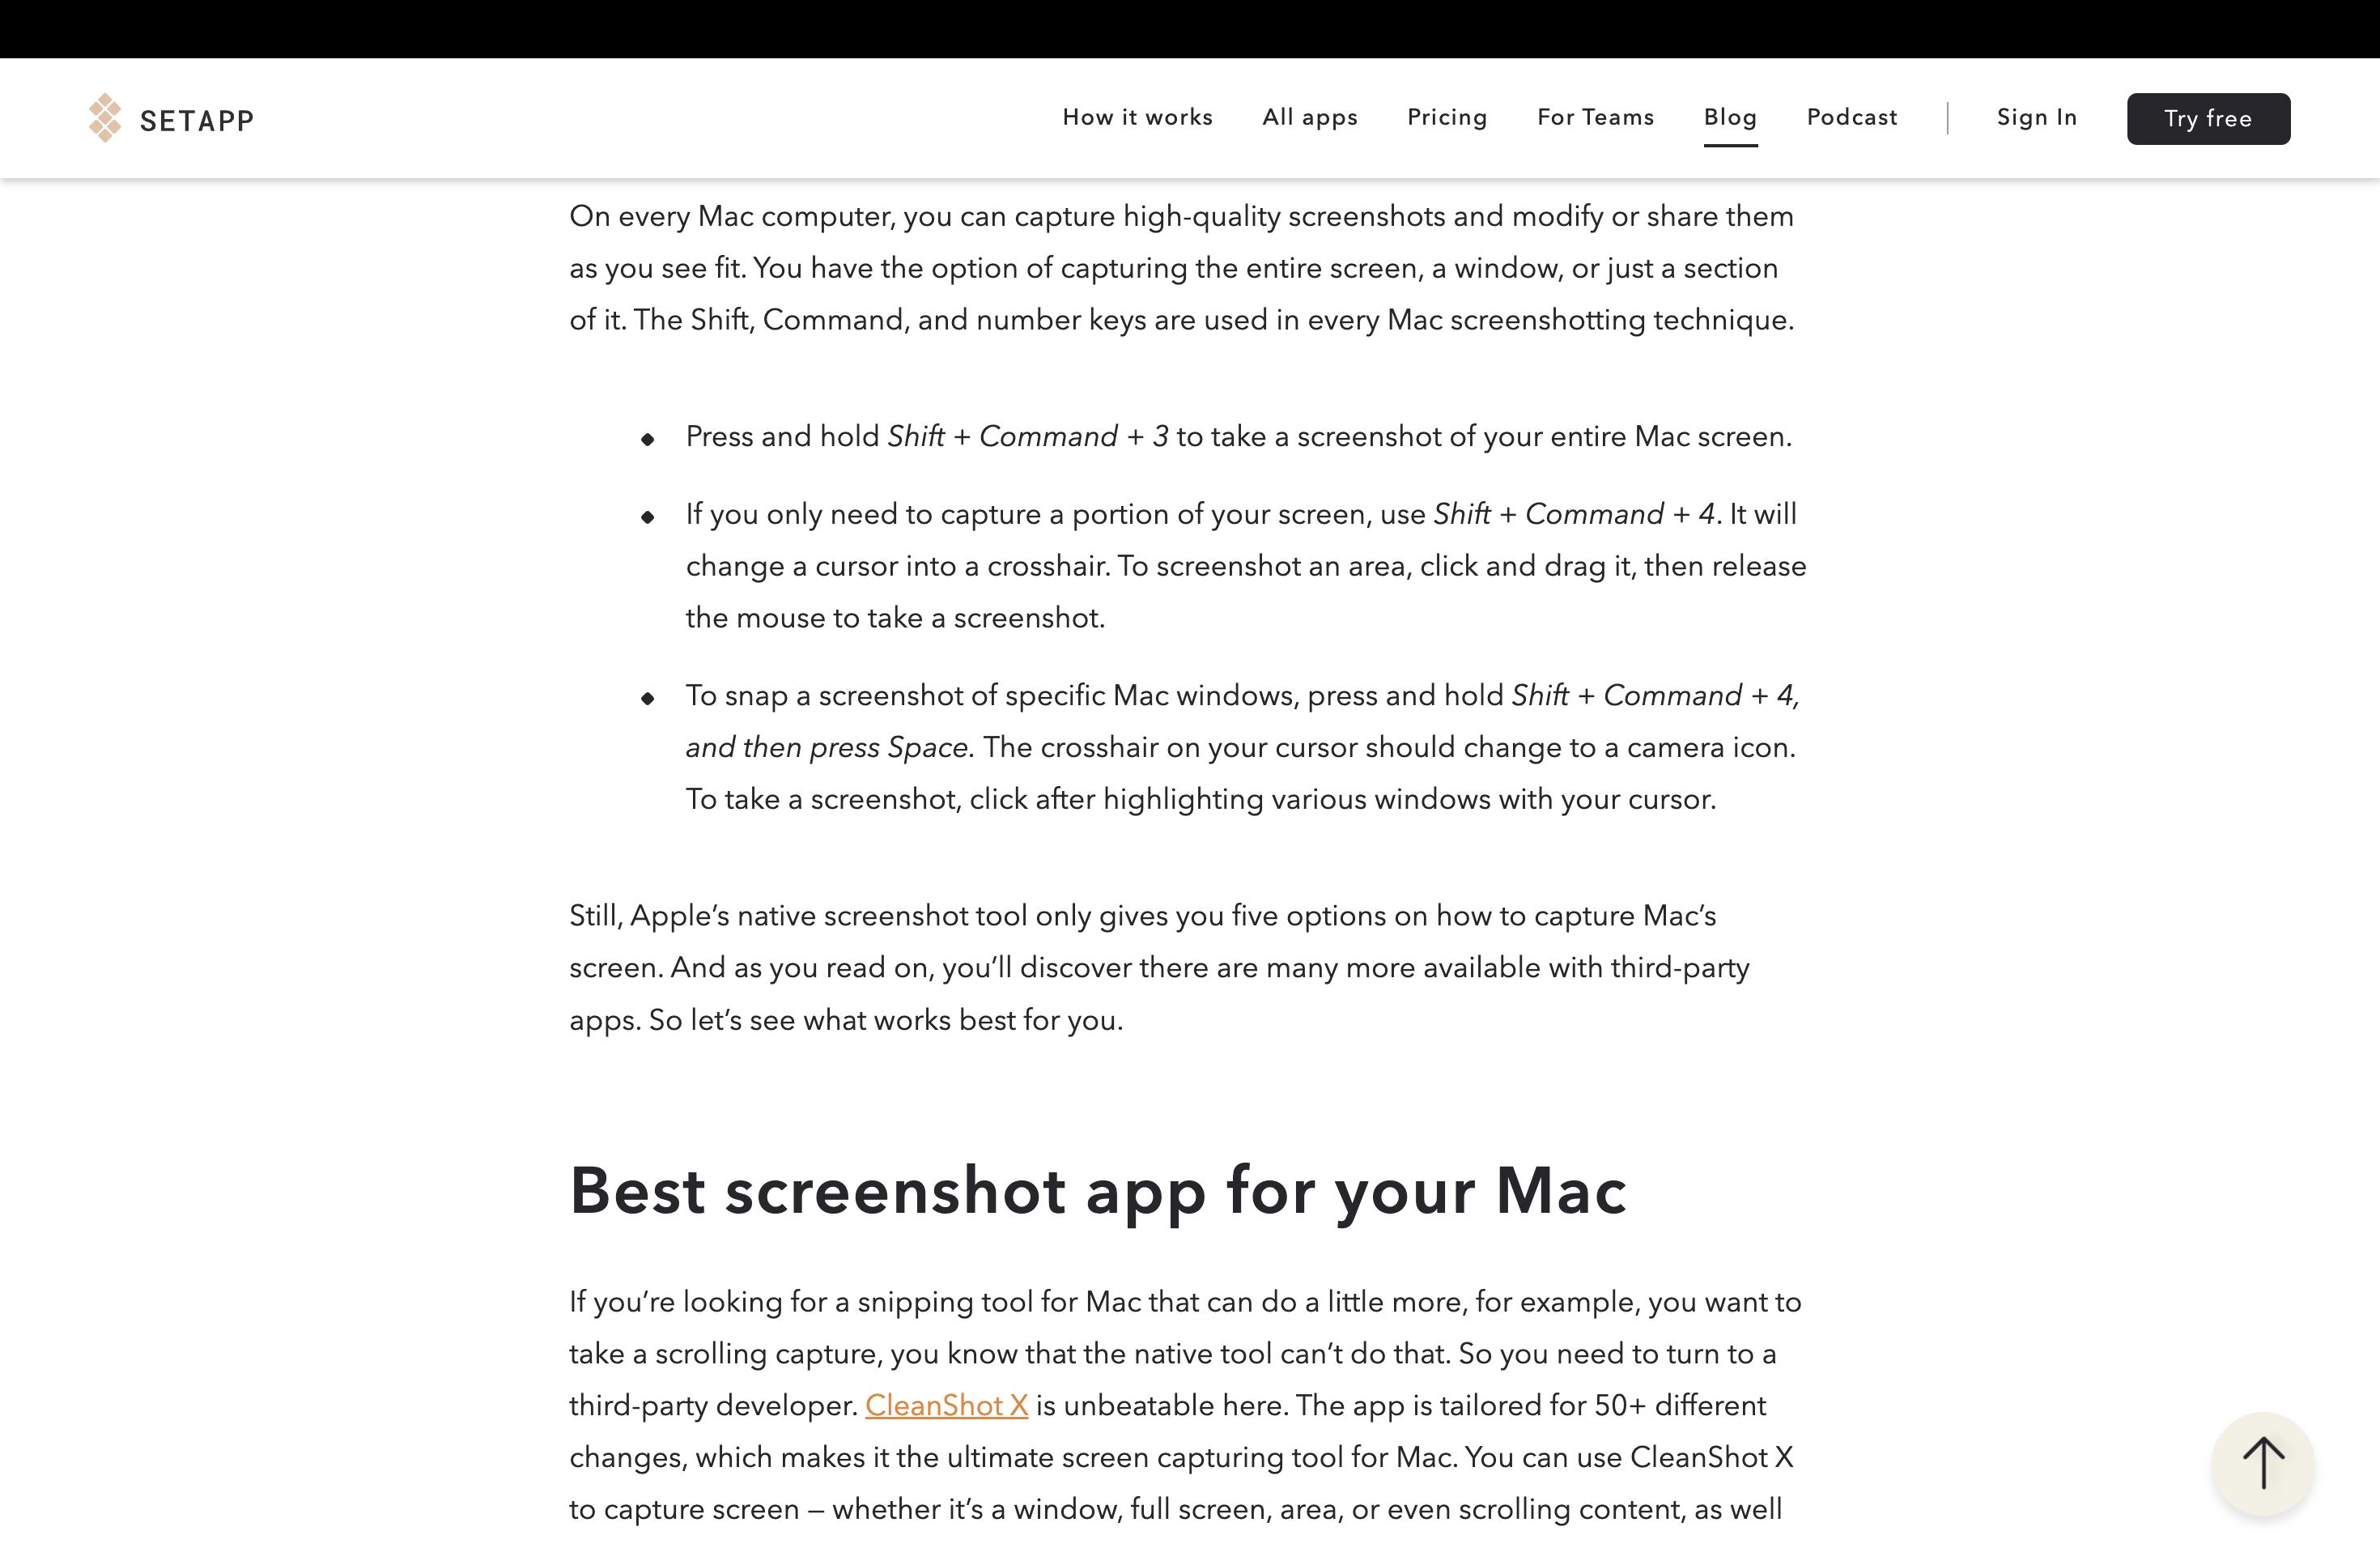 SETAPP
How it works
All apps
Pricing
For Teams
Blog
Podcast
Sign In
Try free
On every Mac computer, you can capture high-quality screenshots and modify or share them
as you see fit. You have the option of capturing the entire screen, a window, or just a section
of it. The Shift, Command, and number keys are used in every Mac screenshotting technique.
Press and hold Shift + Command + 3 to take a screenshot of your entire Mac screen.
If you only need to capture a portion of your screen, use Shift + Command + 4. It will
change a cursor into a crosshair. To screenshot an area, click and drag it, then release
the mouse to take a screenshot.
To snap a screenshot of specific Mac windows, press and hold Shift + Command + 4,
and then press Space. The crosshair on your cursor should change to a camera icon.
To take a screenshot, click after highlighting various windows with your cursor.
Still, Apple’s native screenshot tool only gives you five options on how to capture Mac’s
screen. And as you read on, you’ll discover there are many more available with third-party
apps. So let’s see what works best for you.
Best screenshot app for your Mac
If you’re looking for a snipping tool for Mac that can do a little more, for example, you want to
take a scrolling capture, you know that the native tool can’t do that. So you need to turn to a
third-party developer. CleanShot X is unbeatable here. The app is tailored for 50+ different
changes, which makes it the ultimate screen capturing tool for Mac. You can use CleanShot X
to capture screen – whether it’s a window, full screen, area, or even scrolling content, as well